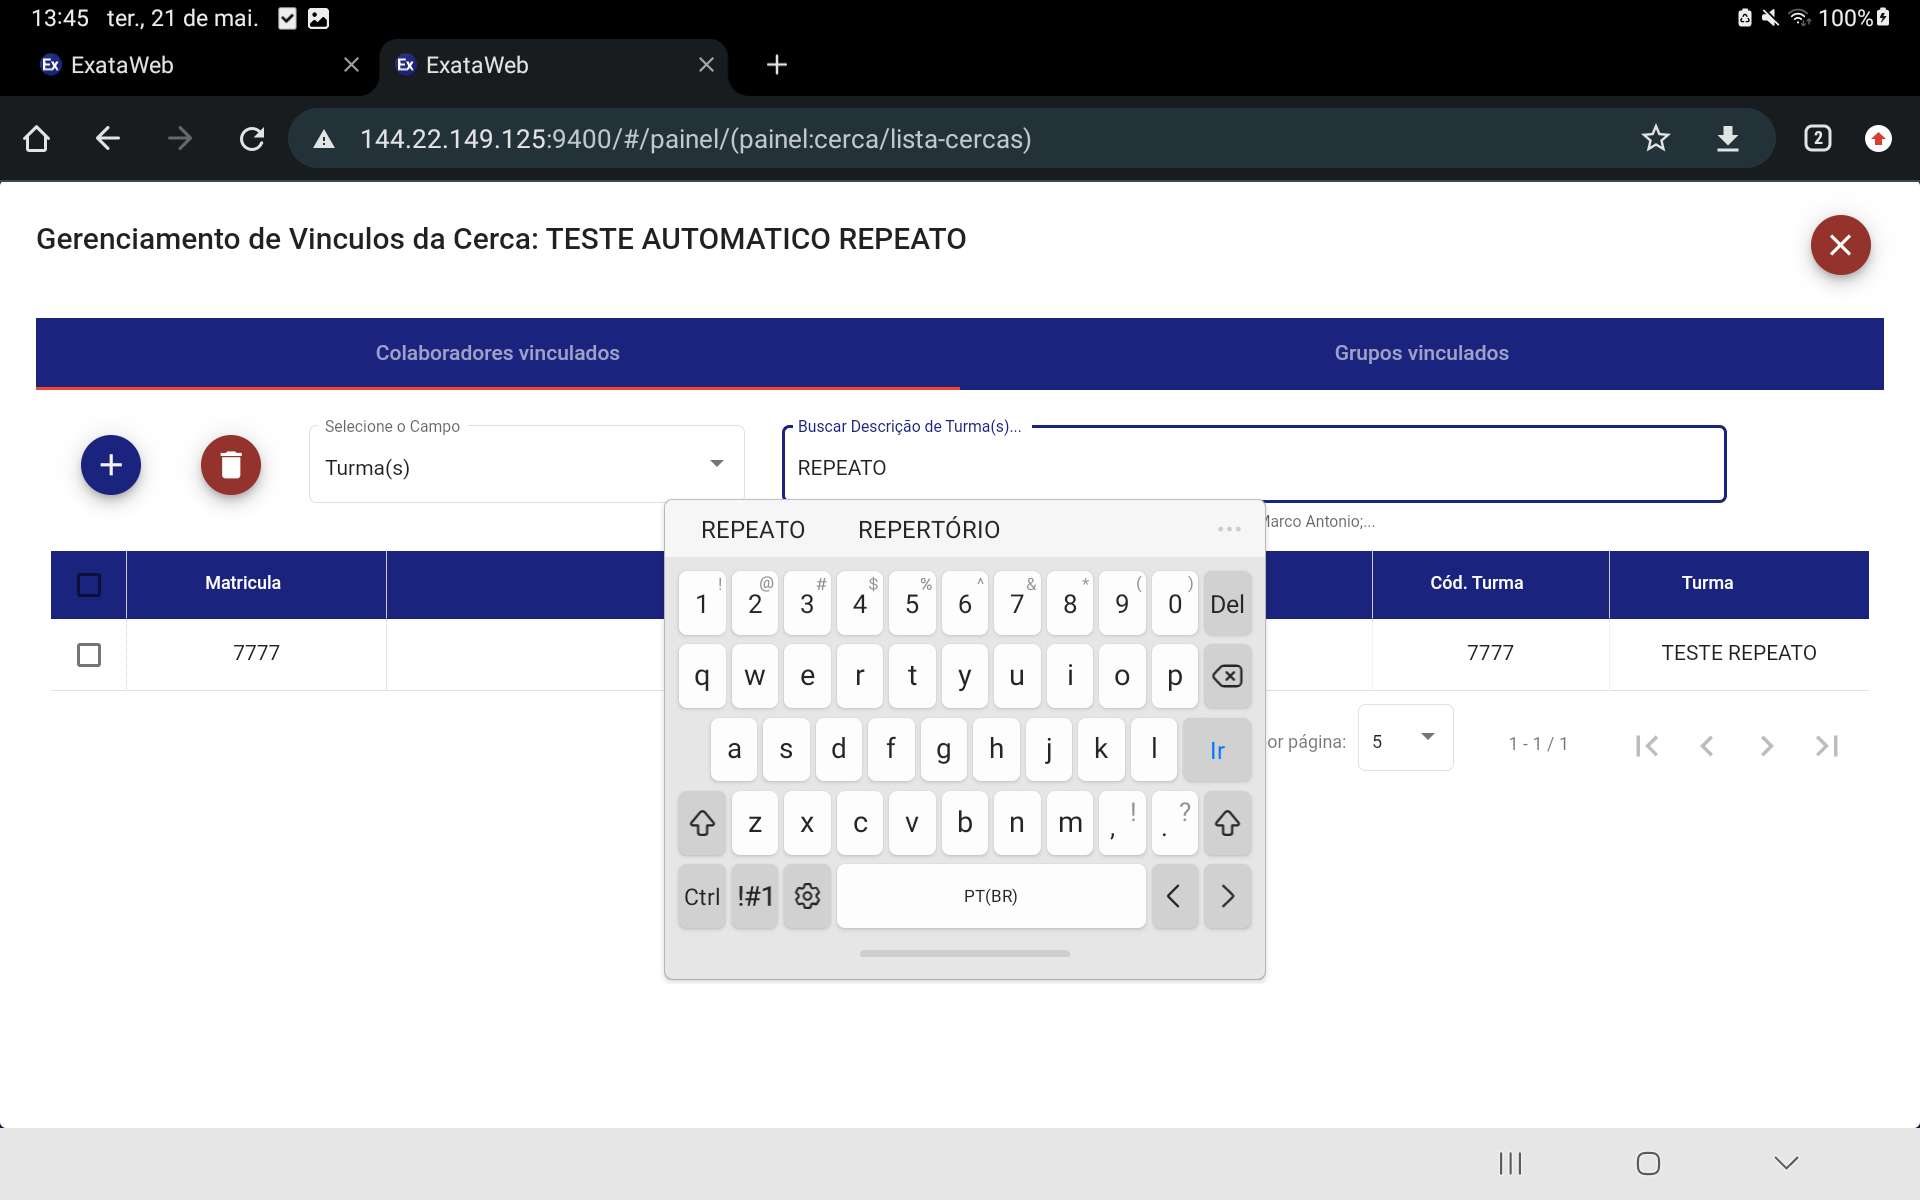 13:45 ter., 21 de mai. 100%
Ex ExataWeb Ex ExataWeb
144.22.149.125:9400/#/painel/(painel:cerca/lista-cercas) 2
Gerenciamento de Vinculos da Cerca: TESTE AUTOMATICO REPEATO
Colaboradores vinculados Grupos vinculados
Selecione o Campo Buscar Descrição de Turma(s)...
Turma(s) REPEATO
Marco Antonio;...
REPEATO REPERTÓRIO ...
Matricula Cód. Turma Turma
! @ # $ % ^ & * ( )
1 2 3 4 5 6 7 8 9 0 Del
7777 7777 TESTE REPEATO
q w e r t y u i o p
a s d f g h j k l Ir
or página: 5 1 - 1 / 1
z x c v b n m , ! . ?
Ctrl !#1 PT(BR) < >